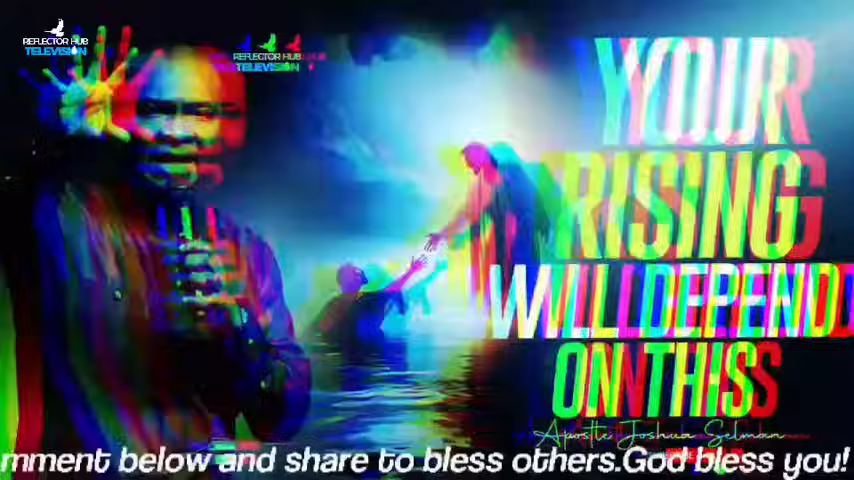 REFLECTOR HUB
TELEVISION
REFLECTOR HUB
TELEVISION
YOUR
RISING
WILL DEPEND
ON THIS
Apostle Joshua Selman
mment below and share to bless others.God bless you!